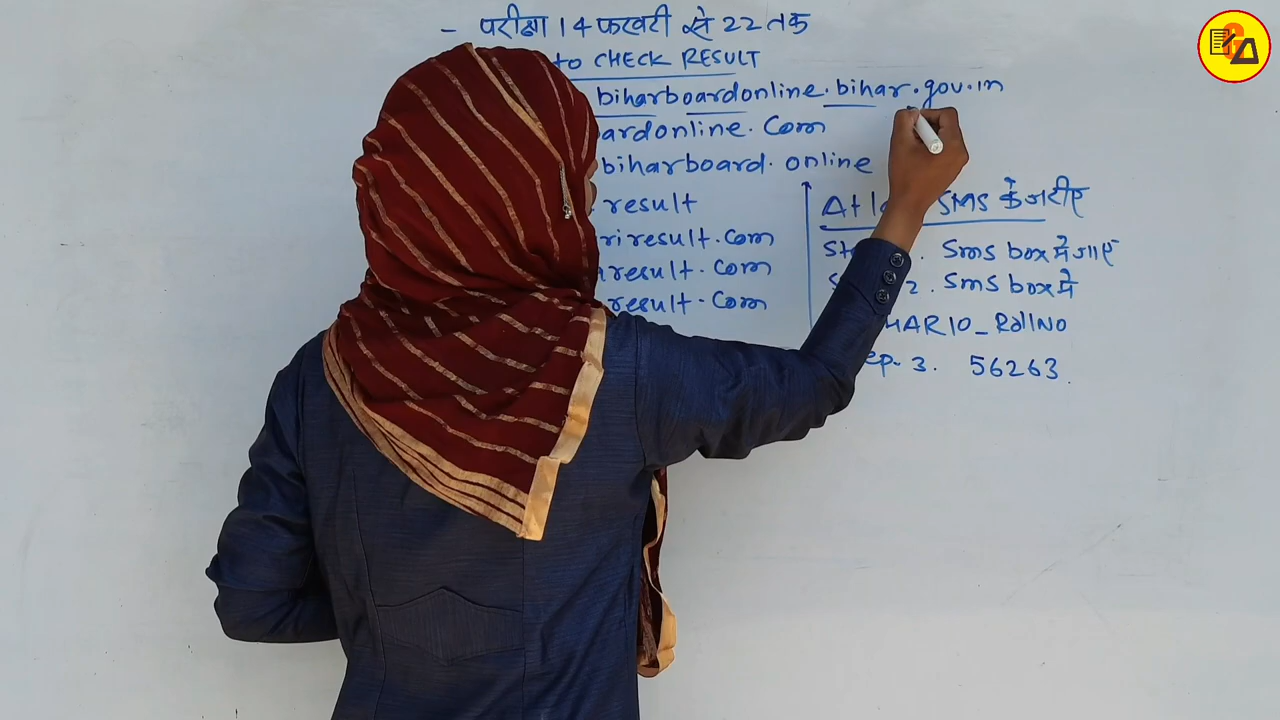 - परीक्षा 14 फरवरी से 22 तक
to CHECK RESULT
biharboardonline.bihar.gov.in
ardonline.com
biharboard.online
result
riresult.com
result.com
result.com
SMS के जरीए
. Sms box में जाए
2. Sms box में
HAR10_RollNo
ep-3. 56263.